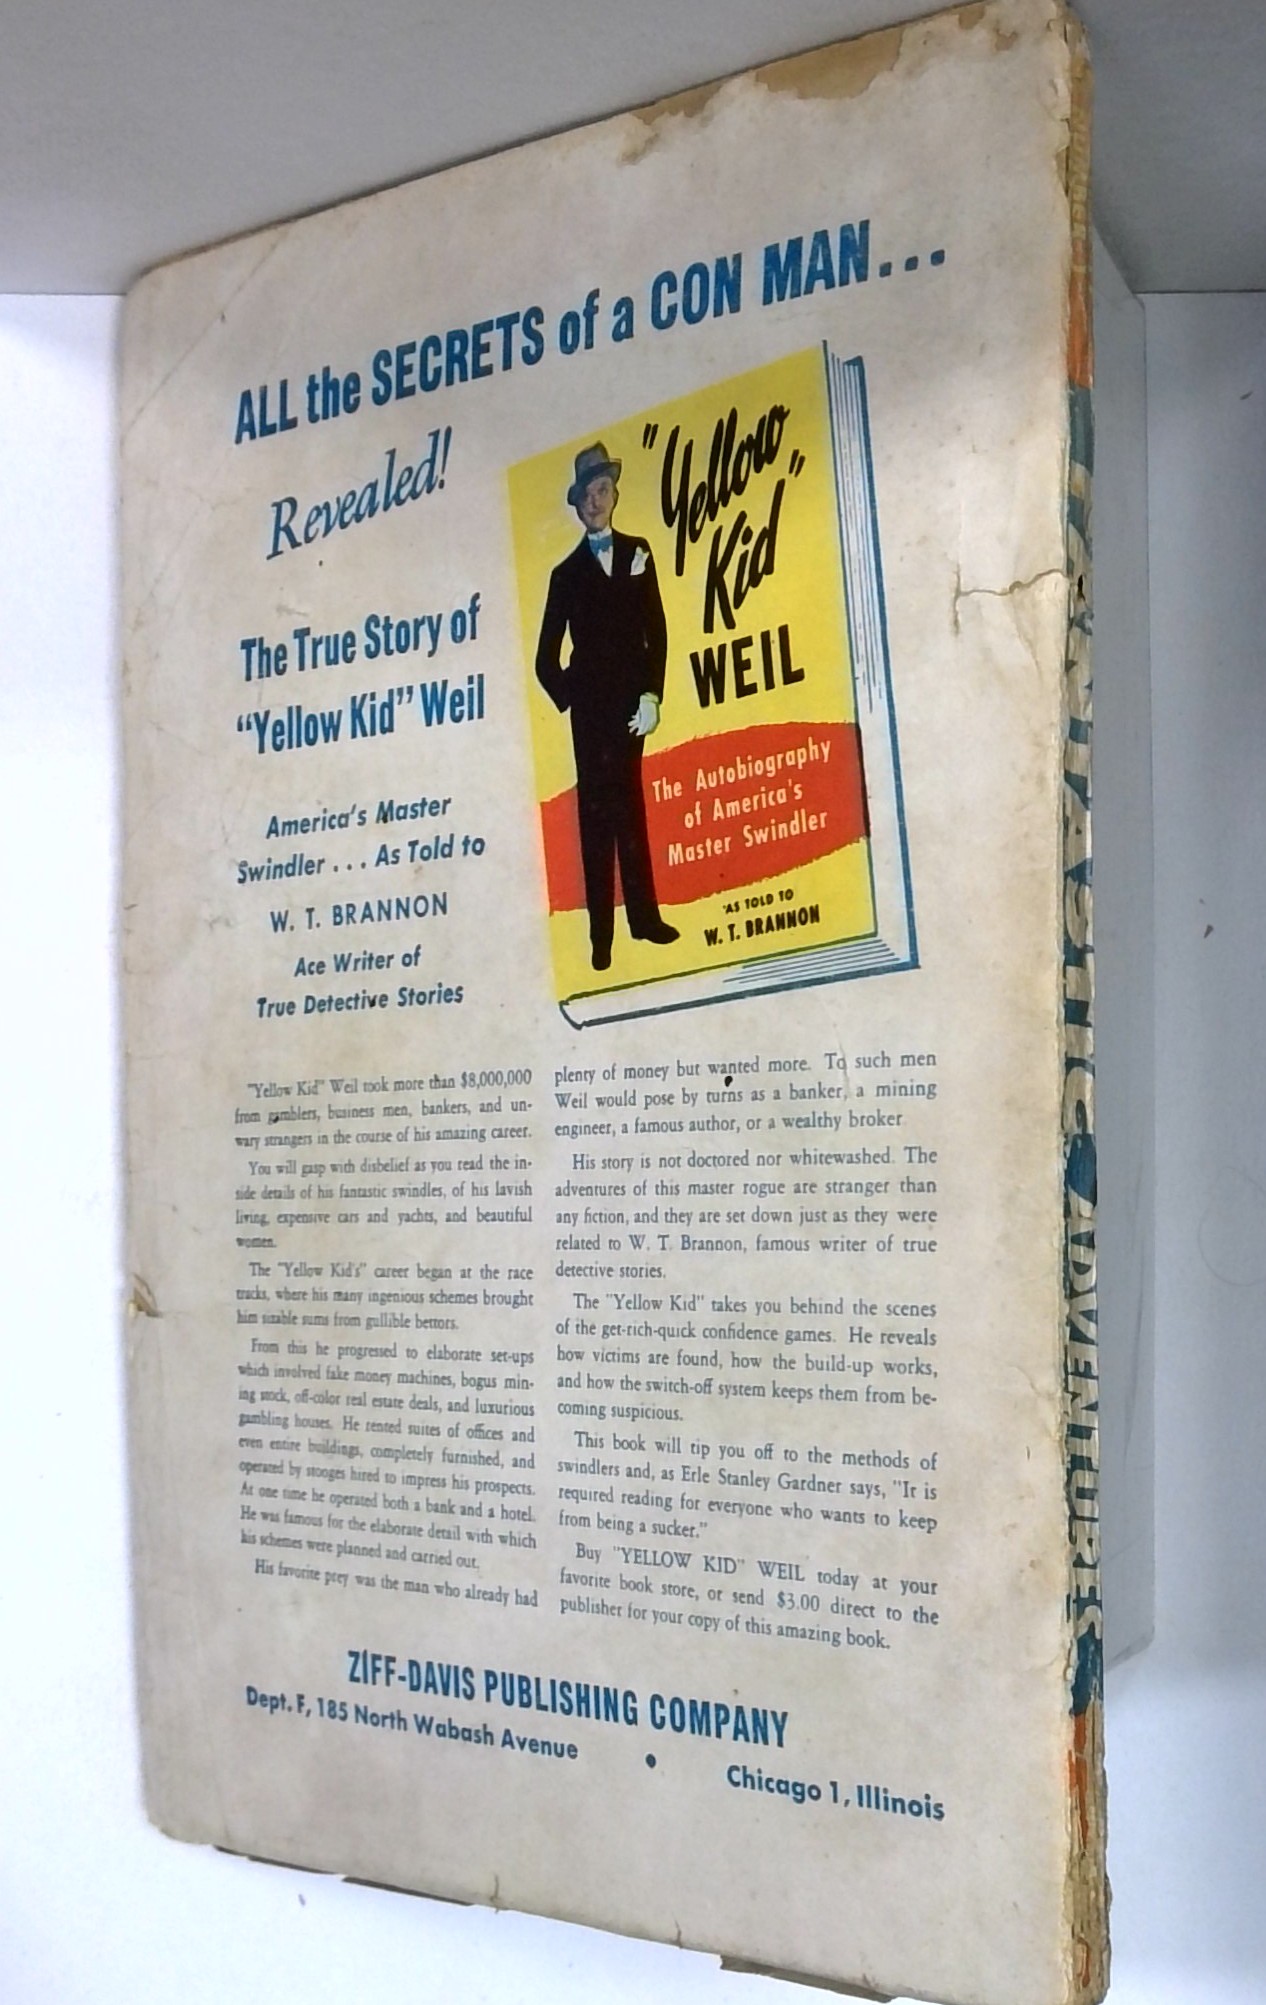 ALL the SECRETS of a CON MAN...
Revealed!
The True Story of
"Yellow Kid" Weil
America's Master
Swindler . . . As Told to
W. T. BRANNON
Ace Writer of
True Detective Stories
"Yellow
Kid"
WEIL
The Autobiography
of America's
Master Swindler
AS TOLD TO
W. T. BRANNON
"Yellow Kid" Weil took more than $8,000,000
from gamblers, business men, bankers, and un-
wary strangers in the course of his amazing career.
You will gasp with disbelief as you read the in-
side details of his fantastic swindles, of his lavish
living, expensive cars and yachts, and beautiful
women.
The "Yellow Kid's" career began at the race
tracks, where his many ingenious schemes brought
him sizable sums from gullible bettors.
From this he progressed to elaborate set-ups
which involved fake money machines, bogus min-
ing stock, off-color real estate deals, and luxurious
gambling houses. He rented suites of offices and
even entire buildings, completely furnished, and
operated by stooges hired to impress his prospects.
At one time he operated both a bank and a hotel.
He was famous for the elaborate detail with which
his schemes were planned and carried out.
His favorite prey was the man who already had
plenty of money but wanted more. To such men
Weil would pose by turns as a banker, a mining
engineer, a famous author, or a wealthy broker.
His story is not doctored nor whitewashed. The
adventures of this master rogue are stranger than
any fiction, and they are set down just as they were
related to W. T. Brannon, famous writer of true
detective stories.
The "Yellow Kid" takes you behind the scenes
of the get-rich-quick confidence games. He reveals
how victims are found, how the build-up works,
and how the switch-off system keeps them from be-
coming suspicious.
This book will tip you off to the methods of
swindlers and, as Erle Stanley Gardner says, "It is
required reading for everyone who wants to keep
from being a sucker."
Buy "YELLOW KID" WEIL today at your
favorite book store, or send $3.00 direct to the
publisher for your copy of this amazing book.
ZIFF-DAVIS PUBLISHING COMPANY
Dept. F, 185 North Wabash Avenue • Chicago 1, Illinois
FANTASTIC ADVENTURES